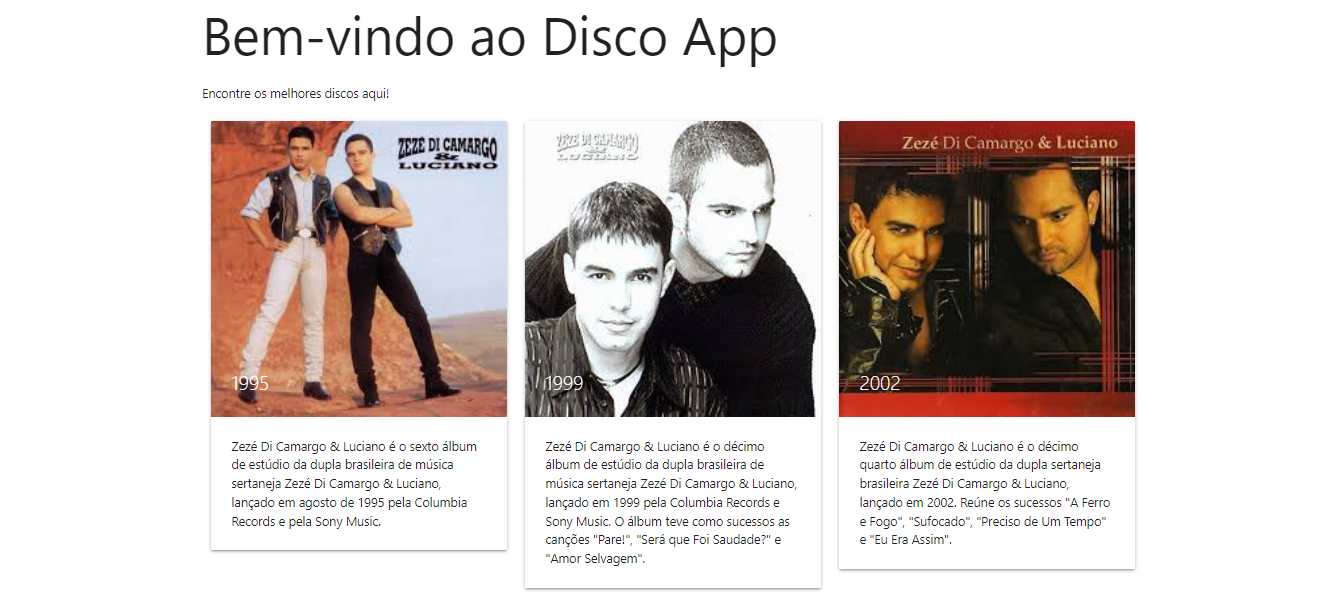 Bem-vindo ao Disco App
Encontre os melhores discos aqui!
ZEZÉ DI CAMARGO
&
LUCIANO
1995
Zezé Di Camargo & Luciano é o sexto álbum
de estúdio da dupla brasileira de música
sertaneja Zezé Di Camargo & Luciano,
lançado em agosto de 1995 pela Columbia
Records e pela Sony Music.
ZEZÉ DI CAMARGO
&
LUCIANO
1999
Zezé Di Camargo & Luciano é o décimo
álbum de estúdio da dupla brasileira de
música sertaneja Zezé Di Camargo & Luciano,
lançado em 1999 pela Columbia Records e
Sony Music. O álbum teve como sucessos as
canções "Pare!", "Será que Foi Saudade?" e
"Amor Selvagem".
Zezé Di Camargo & Luciano
2002
Zezé Di Camargo & Luciano é o décimo
quarto álbum de estúdio da dupla sertaneja
brasileira Zezé Di Camargo & Luciano,
lançado em 2002. Reúne os sucessos "A Ferro
e Fogo", "Sufocado", "Preciso de Um Tempo"
e "Eu Era Assim".